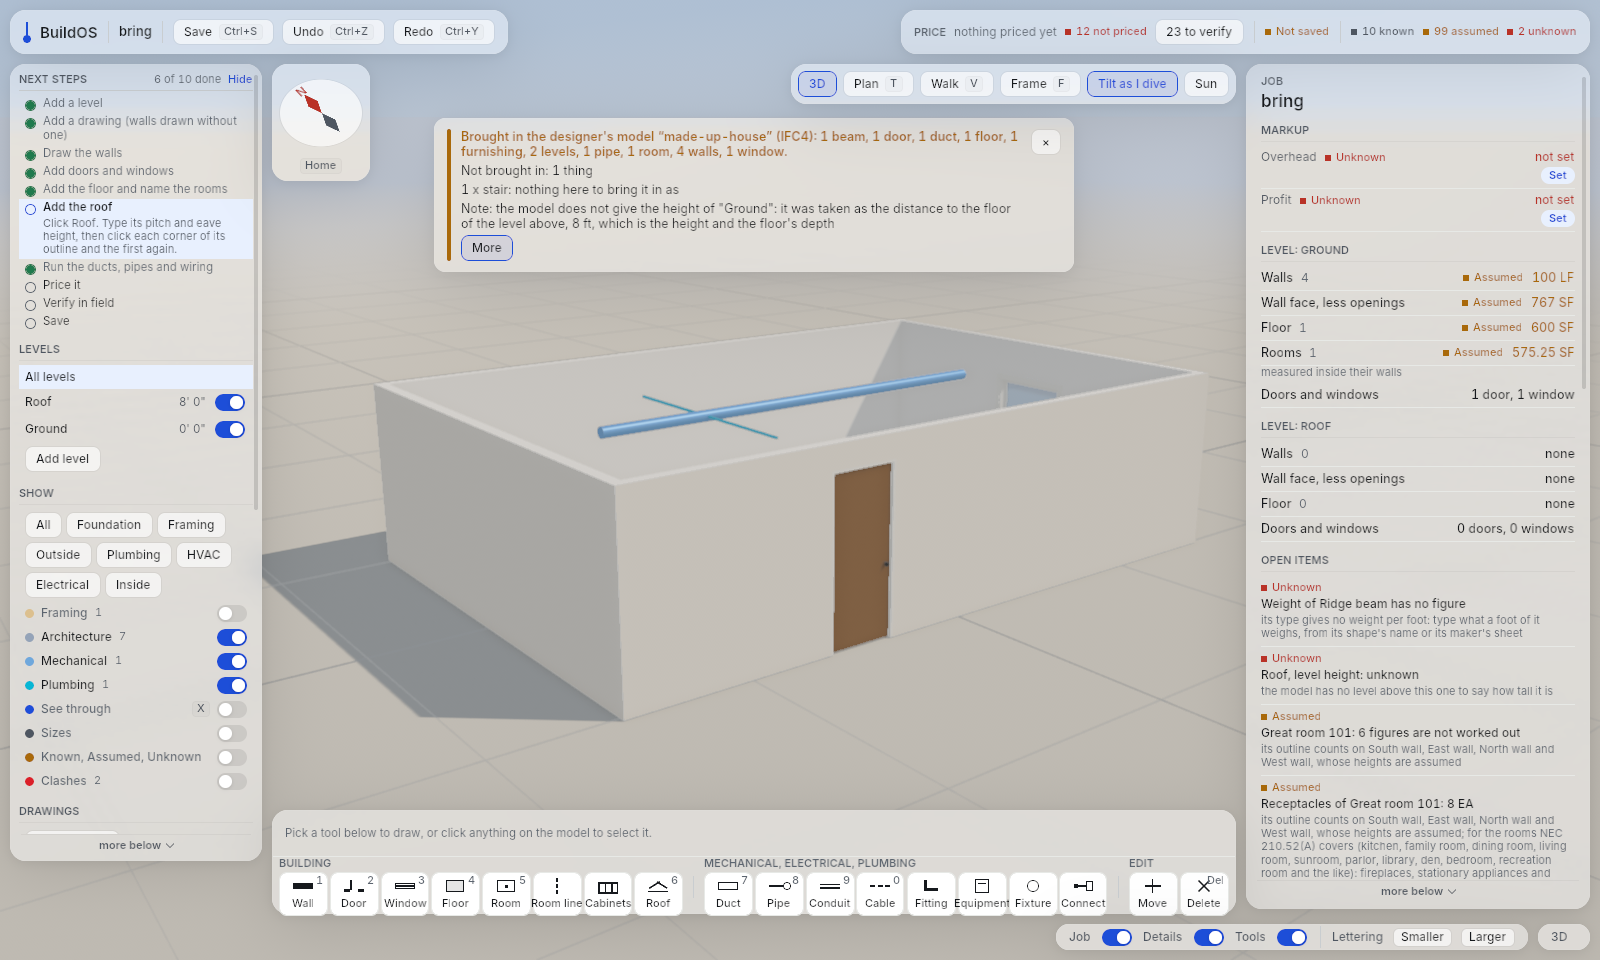 BuildOS
bring
Save Ctrl+S
Undo Ctrl+Z
Redo Ctrl+Y
PRICE nothing priced yet 12 not priced
23 to verify
Not saved
10 known 99 assumed 2 unknown
NEXT STEPS 6 of 10 done Hide
Add a level
Add a drawing (walls drawn without
one)
Draw the walls
Add doors and windows
Add the floor and name the rooms
Add the roof
Click Roof. Type its pitch and eave
height, then click each corner of its
outline and the first again.
Run the ducts, pipes and wiring
Price it
Verify in field
Save
LEVELS
All levels
Roof 8' 0"
Ground 0' 0"
Add level
SHOW
All Foundation Framing
Outside Plumbing HVAC
Electrical Inside
Framing 1
Architecture 7
Mechanical 1
Plumbing 1
See through X
Sizes
Known, Assumed, Unknown
Clashes 2
DRAWINGS
more below
N
Home
3D
Plan T
Walk V
Frame F
Tilt as I dive
Sun
Brought in the designer's model “made-up-house” (IFC4): 1 beam, 1 door, 1 duct, 1 floor, 1
furnishing, 2 levels, 1 pipe, 1 room, 4 walls, 1 window.
×
Not brought in: 1 thing
1 x stair: nothing here to bring it in as
Note: the model does not give the height of "Ground": it was taken as the distance to the floor
of the level above, 8 ft, which is the height and the floor's depth
More
Pick a tool below to draw, or click anything on the model to select it.
BUILDING
1 Wall
2 Door
3 Window
4 Floor
5 Room
Room line
Cabinets
6 Roof
MECHANICAL, ELECTRICAL, PLUMBING
7 Duct
8 Pipe
9 Conduit
0 Cable
Fitting
Equipment
Fixture
Connect
EDIT
Move
Del Delete
JOB
bring
MARKUP
Overhead Unknown not set
Set
Profit Unknown not set
Set
LEVEL: GROUND
Walls 4 Assumed 100 LF
Wall face, less openings Assumed 767 SF
Floor 1 Assumed 600 SF
Rooms 1 Assumed 575.25 SF
measured inside their walls
Doors and windows 1 door, 1 window
LEVEL: ROOF
Walls 0 none
Wall face, less openings none
Floor 0 none
Doors and windows 0 doors, 0 windows
OPEN ITEMS
Unknown
Weight of Ridge beam has no figure
its type gives no weight per foot: type what a foot of it
weighs, from its shape's name or its maker's sheet
Unknown
Roof, level height: unknown
the model has no level above this one to say how tall it is
Assumed
Great room 101: 6 figures are not worked out
its outline counts on South wall, East wall, North wall and
West wall, whose heights are assumed
Assumed
Receptacles of Great room 101: 8 EA
its outline counts on South wall, East wall, North wall and
West wall, whose heights are assumed; for the rooms NEC
210.52(A) covers (kitchen, family room, dining room, living
room, sunroom, parlor, library, den, bedroom, recreation
room and the like): fireplaces, stationary appliances and
more below
Job Details Tools Lettering Smaller Larger 3D